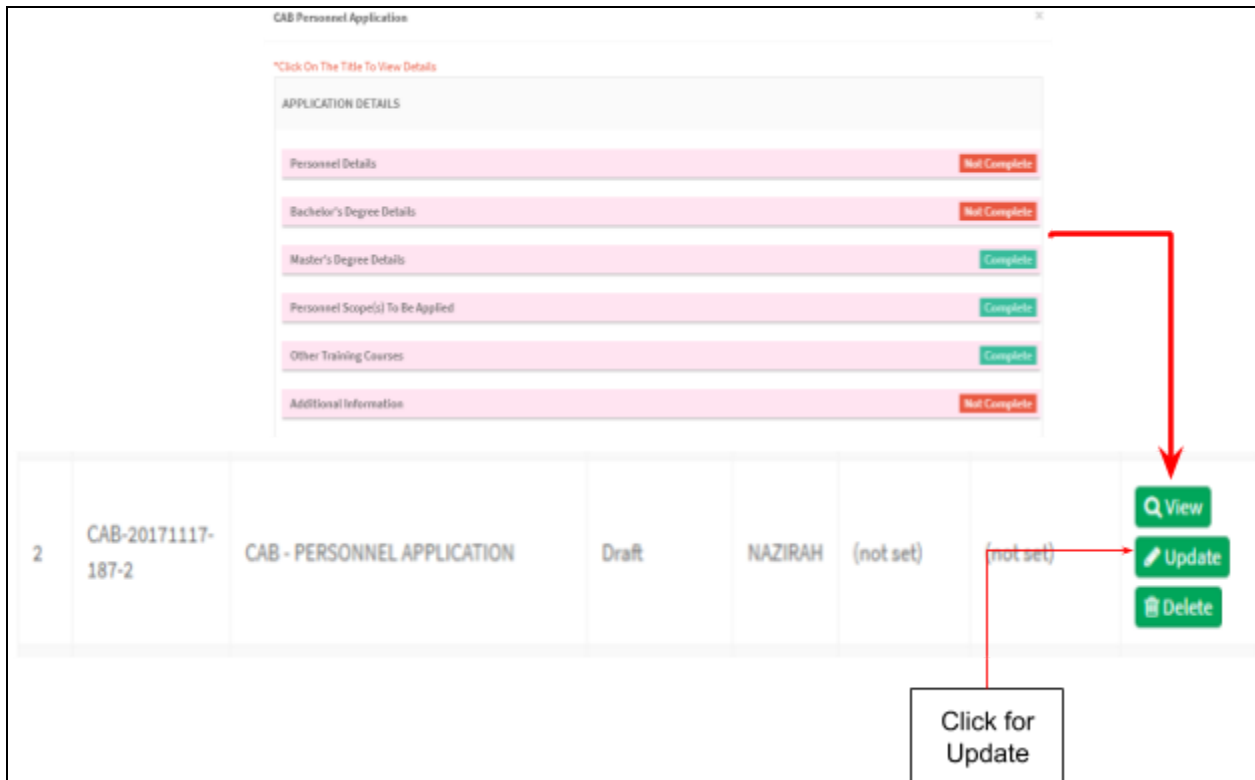 CAB Personnel Application ×
*Click On The Title To View Details
APPLICATION DETAILS
Personnel Details Not Complete
Bachelor's Degree Details Not Complete
Master's Degree Details Complete
Personnel Scope(s) To Be Applied Complete
Other Training Courses Complete
Additional Information Not Complete
2 CAB-20171117-
187-2 CAB - PERSONNEL APPLICATION Draft NAZIRAH (not set) (not set)
View
Update
Delete
Click for
Update